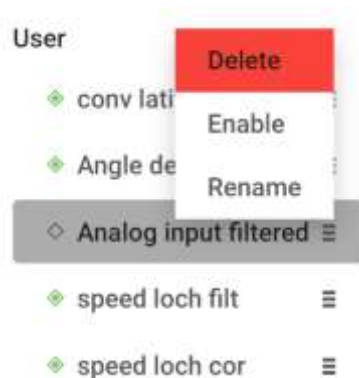 User
Delete
conv lati
Enable
Angle de
Rename
Analog input filtered
speed loch filt
speed loch cor